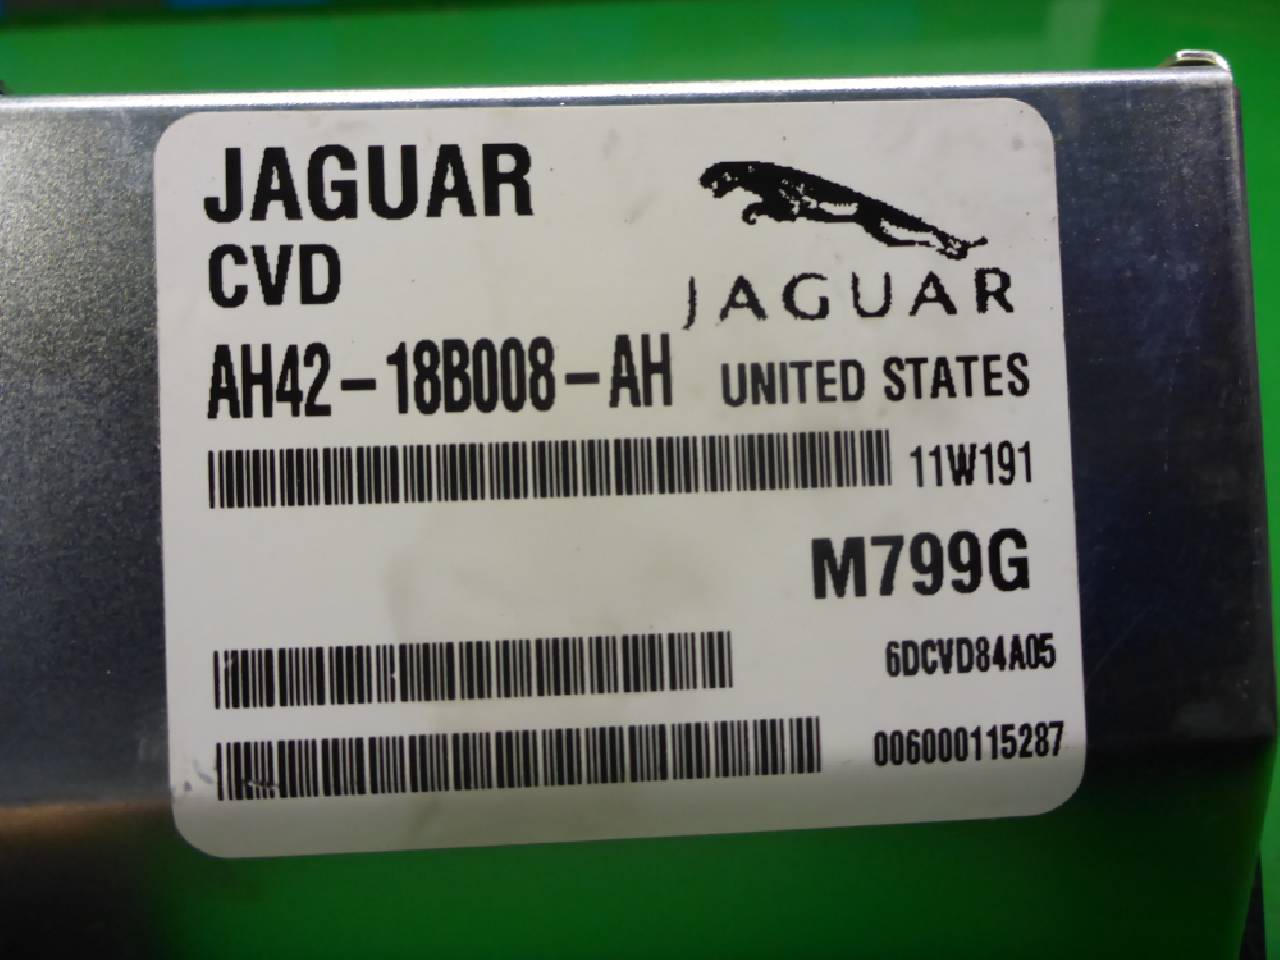 JAGUAR
CVD
JAGUAR
AH42-18B008-AH
UNITED STATES
11W191
M799G
6DCVD84A05
006000115287